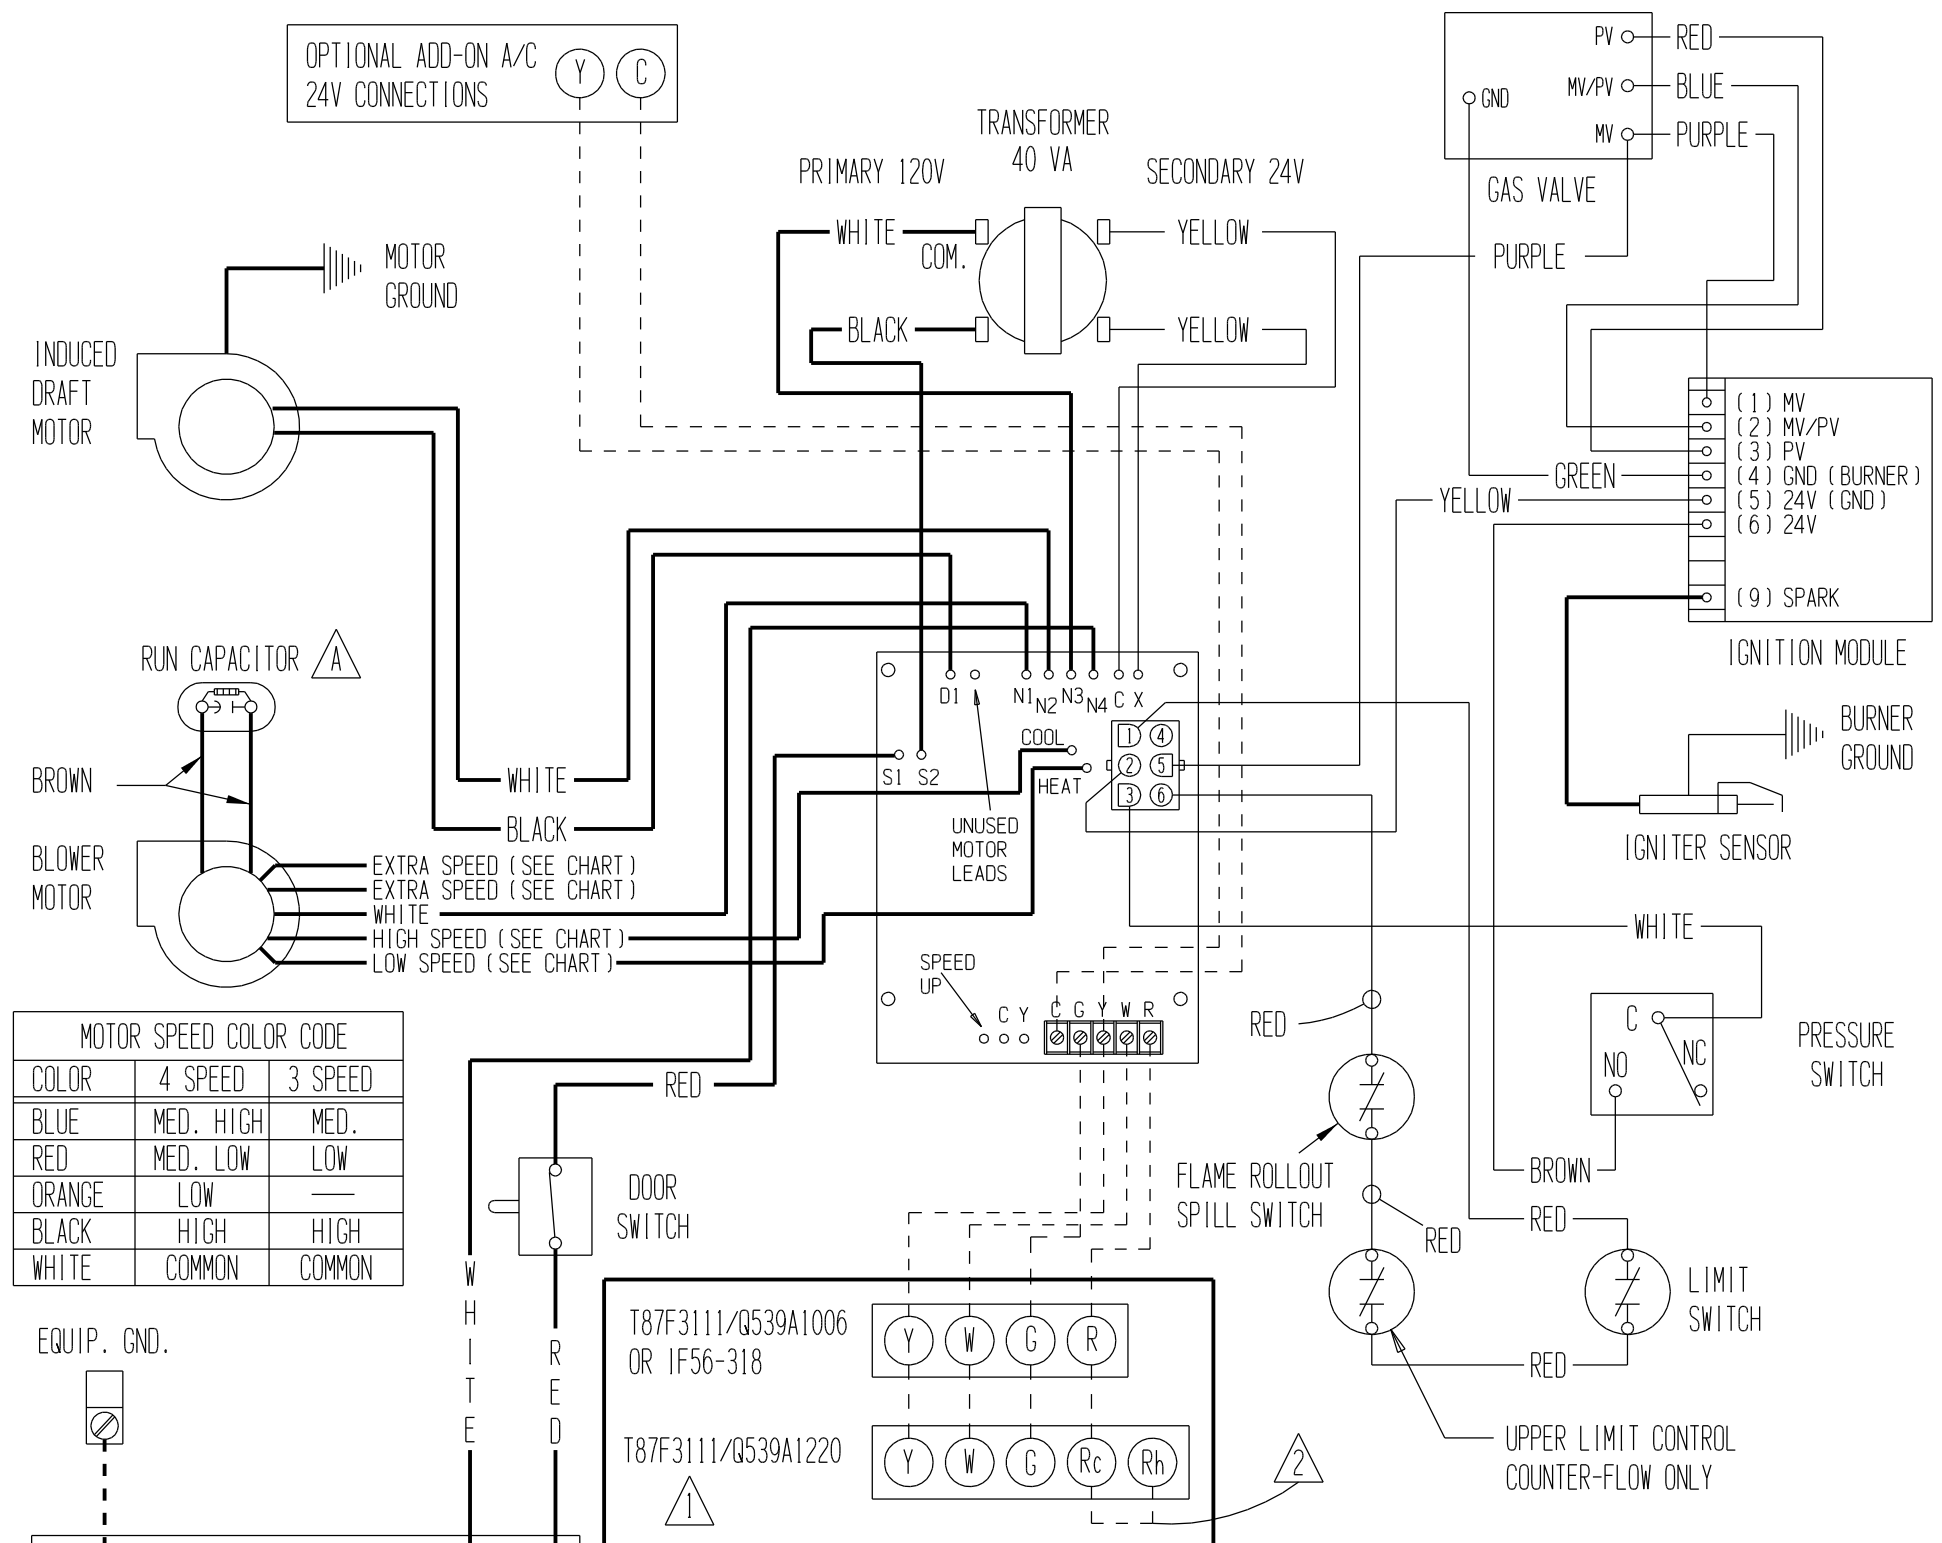 OPTIONAL ADD-ON A/C
24V CONNECTIONS
Y
C
TRANSFORMER
40 VA
PRIMARY 120V
SECONDARY 24V
WHITE
COM.
BLACK
YELLOW
YELLOW
PV
RED
MV/PV
BLUE
MV
PURPLE
GND
GAS VALVE
PURPLE
MOTOR
GROUND
INDUCED
DRAFT
MOTOR
(1) MV
(2) MV/PV
(3) PV
(4) GND (BURNER)
(5) 24V (GND)
(6) 24V
(9) SPARK
GREEN
YELLOW
IGNITION MODULE
RUN CAPACITOR
A
BROWN
WHITE
BLACK
BLOWER
MOTOR
EXTRA SPEED (SEE CHART)
EXTRA SPEED (SEE CHART)
WHITE
HIGH SPEED (SEE CHART)
LOW SPEED (SEE CHART)
D1
N1
N2
N3
N4
C
X
COOL
HEAT
S1
S2
UNUSED
MOTOR
LEADS
1
4
2
5
3
6
SPEED
UP
C Y
C G Y W R
BURNER
GROUND
IGNITER SENSOR
WHITE
C
NO
NC
PRESSURE
SWITCH
BROWN
RED
FLAME ROLLOUT
SPILL SWITCH
RED
RED
LIMIT
SWITCH
RED
UPPER LIMIT CONTROL
COUNTER-FLOW ONLY
MOTOR SPEED COLOR CODE
COLOR 4 SPEED 3 SPEED
BLUE MED. HIGH MED.
RED MED. LOW LOW
ORANGE LOW —
BLACK HIGH HIGH
WHITE COMMON COMMON
RED
DOOR
SWITCH
WHITE
RED
EQUIP. GND.
T87F3111/Q539A1006
OR IF56-318
Y W G R
T87F3111/Q539A1220
1
Y W G Rc Rh
2